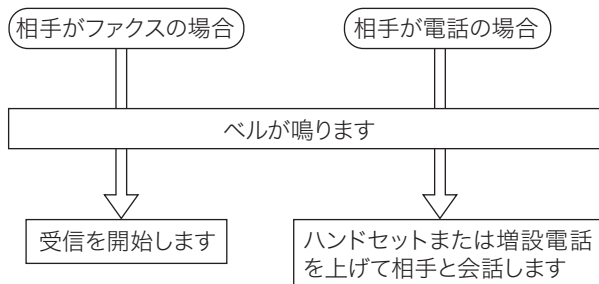 相手がファクスの場合
相手が電話の場合
ベルが鳴ります
受信を開始します
ハンドセットまたは増設電話
を上げて相手と会話します